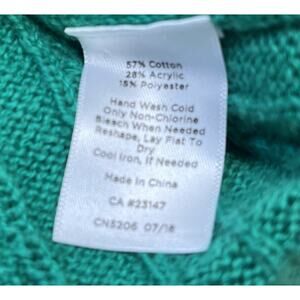 57% Cotton
28% Acrylic
15% Polyester
Hand Wash Cold
Only Non-Chlorine
Bleach When Needed
Reshape, Lay Flat To
Dry
Cool Iron, If Needed
Made In China
CA #23147
CN5206 07/18